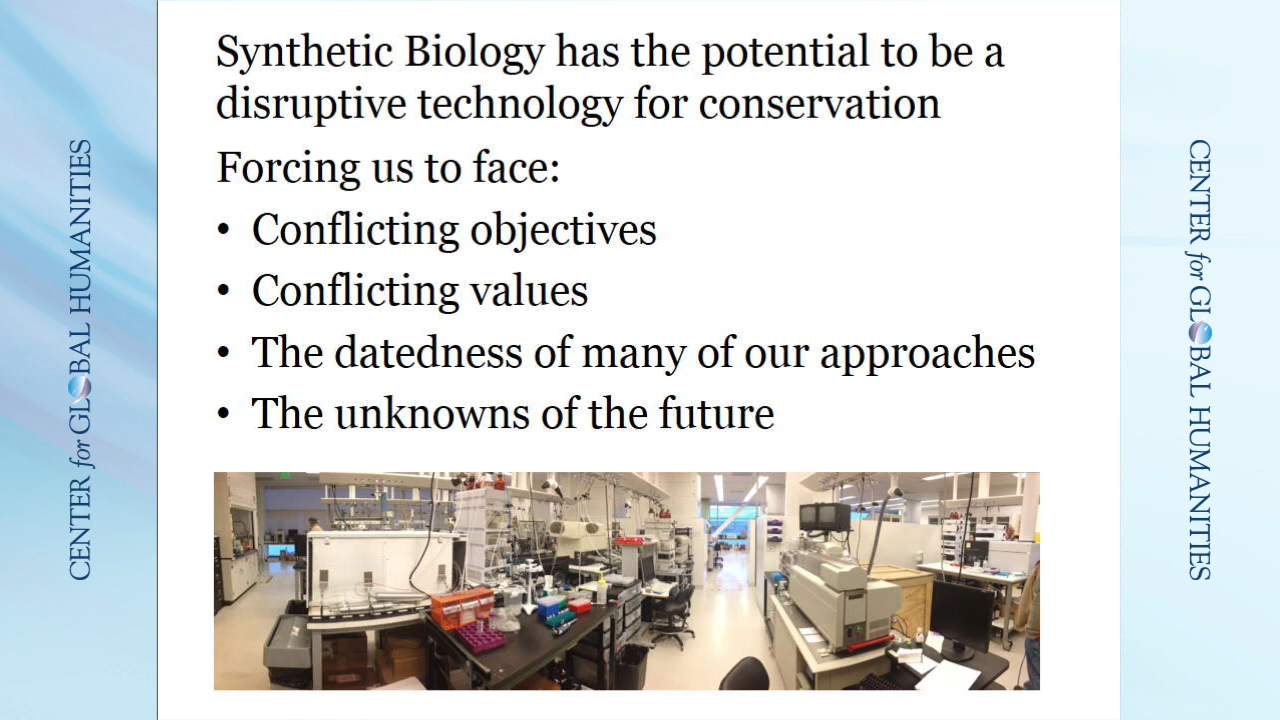 Synthetic Biology has the potential to be a
disruptive technology for conservation
Forcing us to face:
• Conflicting objectives
• Conflicting values
• The datedness of many of our approaches
• The unknowns of the future
CENTER for GLOBAL HUMANITIES
CENTER for GLOBAL HUMANITIES